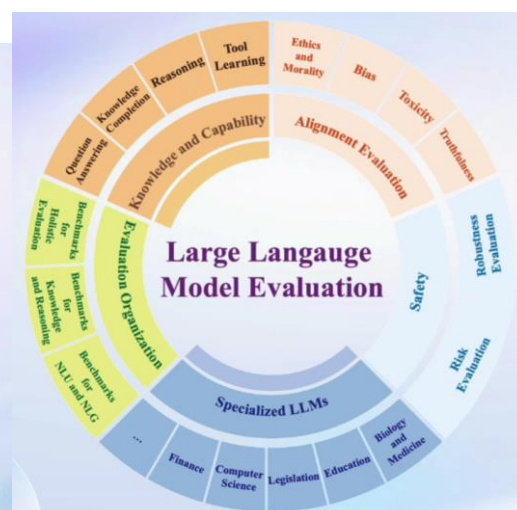 Large Langauge
Model Evaluation
Knowledge and Capability
Question
Answering
Knowledge
Completion
Reasoning
Tool
Learning
Alignment Evaluation
Ethics
and
Morality
Bias
Toxicity
Truthfulness
Safety
Robustness
Evaluation
Risk
Evaluation
Specialized LLMs
Biology
and
Medicine
Education
Legislation
Computer
Science
Finance
...
Evaluation Organization
Benchmarks
for
NLU and NLG
Benchmarks
for
Knowledge
and Reasoning
Benchmarks
for
Holistic
Evaluation